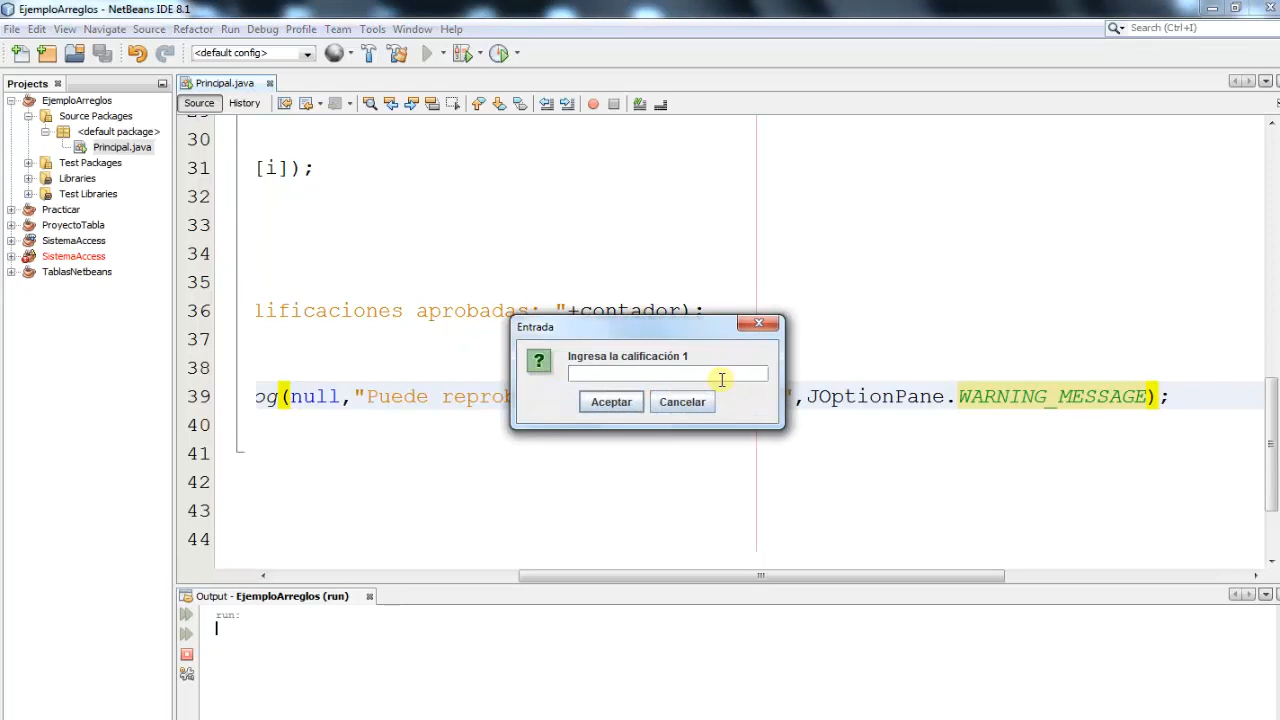 EjemploArreglos - NetBeans IDE 8.1
File Edit View Navigate Source Refactor Run Debug Profile Team Tools Window Help
Search (Ctrl+I)
<default config>
Projects
Principal.java
EjemploArreglos
Source Packages
<default package>
Principal.java
Test Packages
Libraries
Test Libraries
Practicar
ProyectoTabla
SistemaAccess
SistemaAccess
TablasNetbeans
Source History
30
31 [i]);
32
33
34
35
36 lificaciones aprobadas: "+contador);
37
38
39 og(null,"Puede reprob ",JOptionPane.WARNING_MESSAGE);
40
41
42
43
44
Entrada
?
Ingresa la calificación 1
Aceptar Cancelar
Output - EjemploArreglos (run)
run: